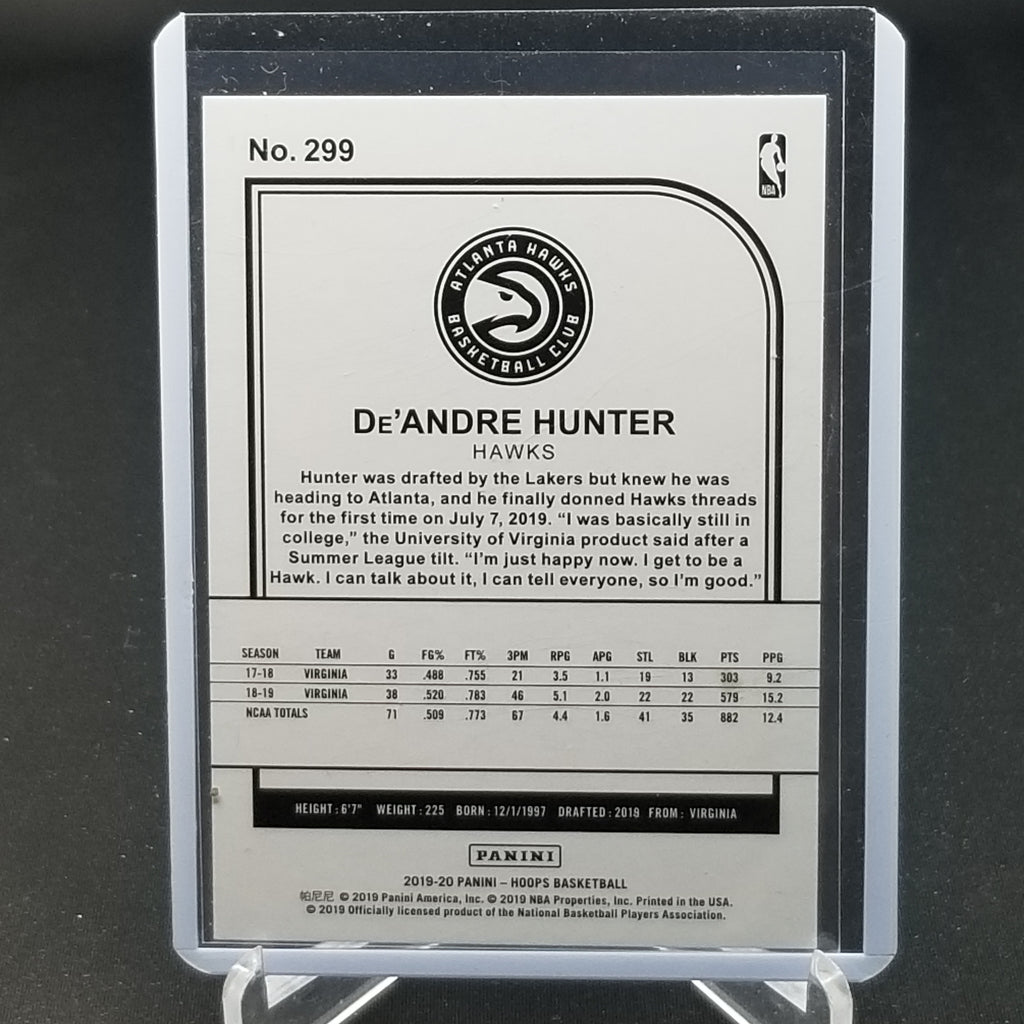 No. 299
NBA
ATLANTA HAWKS
BASKETBALL CLUB
DE'ANDRE HUNTER
HAWKS
Hunter was drafted by the Lakers but knew he was
heading to Atlanta, and he finally donned Hawks threads
for the first time on July 7, 2019. “I was basically still in
college,” the University of Virginia product said after a
Summer League tilt. “I'm just happy now. I get to be a
Hawk. I can talk about it, I can tell everyone, so I'm good.”
SEASON TEAM G FG% FT% 3PM RPG APG STL BLK PTS PPG
17-18 VIRGINIA 33 .488 .755 21 3.5 1.1 19 13 303 9.2
18-19 VIRGINIA 38 .520 .783 46 5.1 2.0 22 22 579 15.2
NCAA TOTALS 71 .509 .773 67 4.4 1.6 41 35 882 12.4
HEIGHT: 6'7" WEIGHT: 225 BORN: 12/1/1997 DRAFTED: 2019 FROM: VIRGINIA
PANINI
2019-20 PANINI – HOOPS BASKETBALL
帕尼尼 © 2019 Panini America, Inc. © 2019 NBA Properties, Inc. Printed in the USA.
© 2019 Officially licensed product of the National Basketball Players Association.